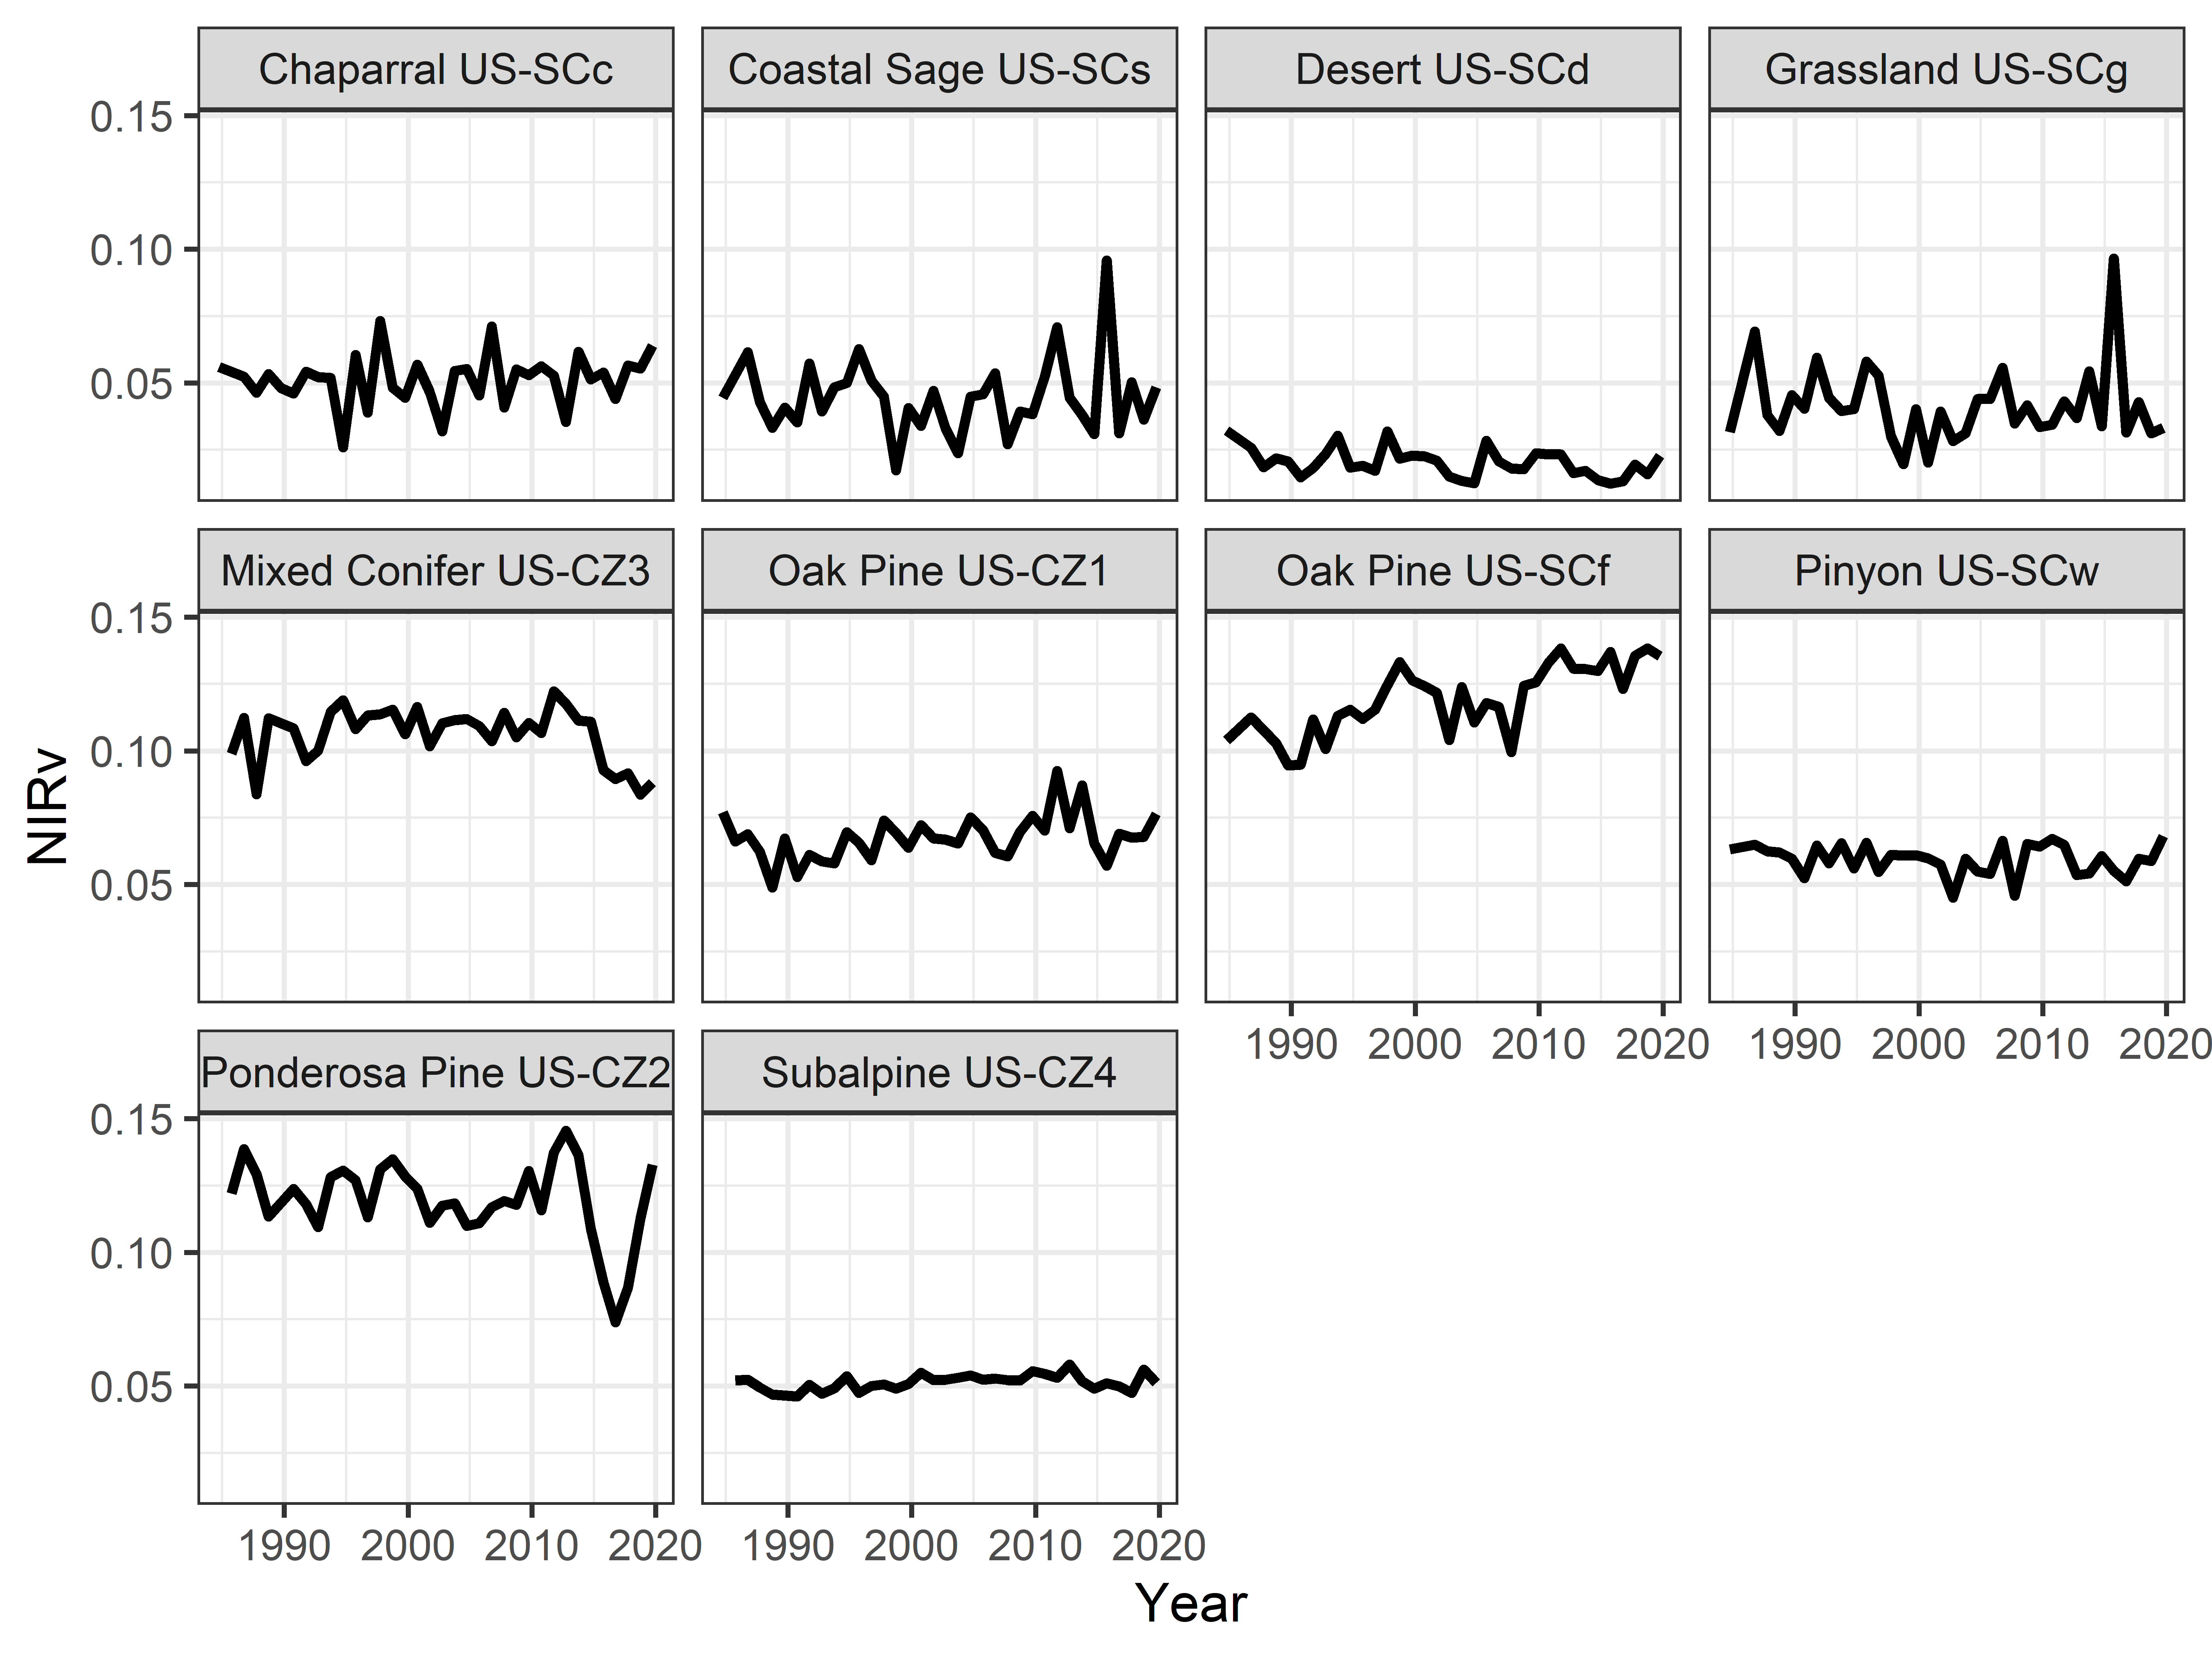 Chaparral US-SCc
Coastal Sage US-SCs
Desert US-SCd
Grassland US-SCg
0.15
0.10
0.05
Mixed Conifer US-CZ3
Oak Pine US-CZ1
Oak Pine US-SCf
Pinyon US-SCw
0.15
0.10
0.05
NIRv
1990 2000 2010 2020
1990 2000 2010 2020
Ponderosa Pine US-CZ2
Subalpine US-CZ4
0.15
0.10
0.05
1990 2000 2010 2020
1990 2000 2010 2020
Year